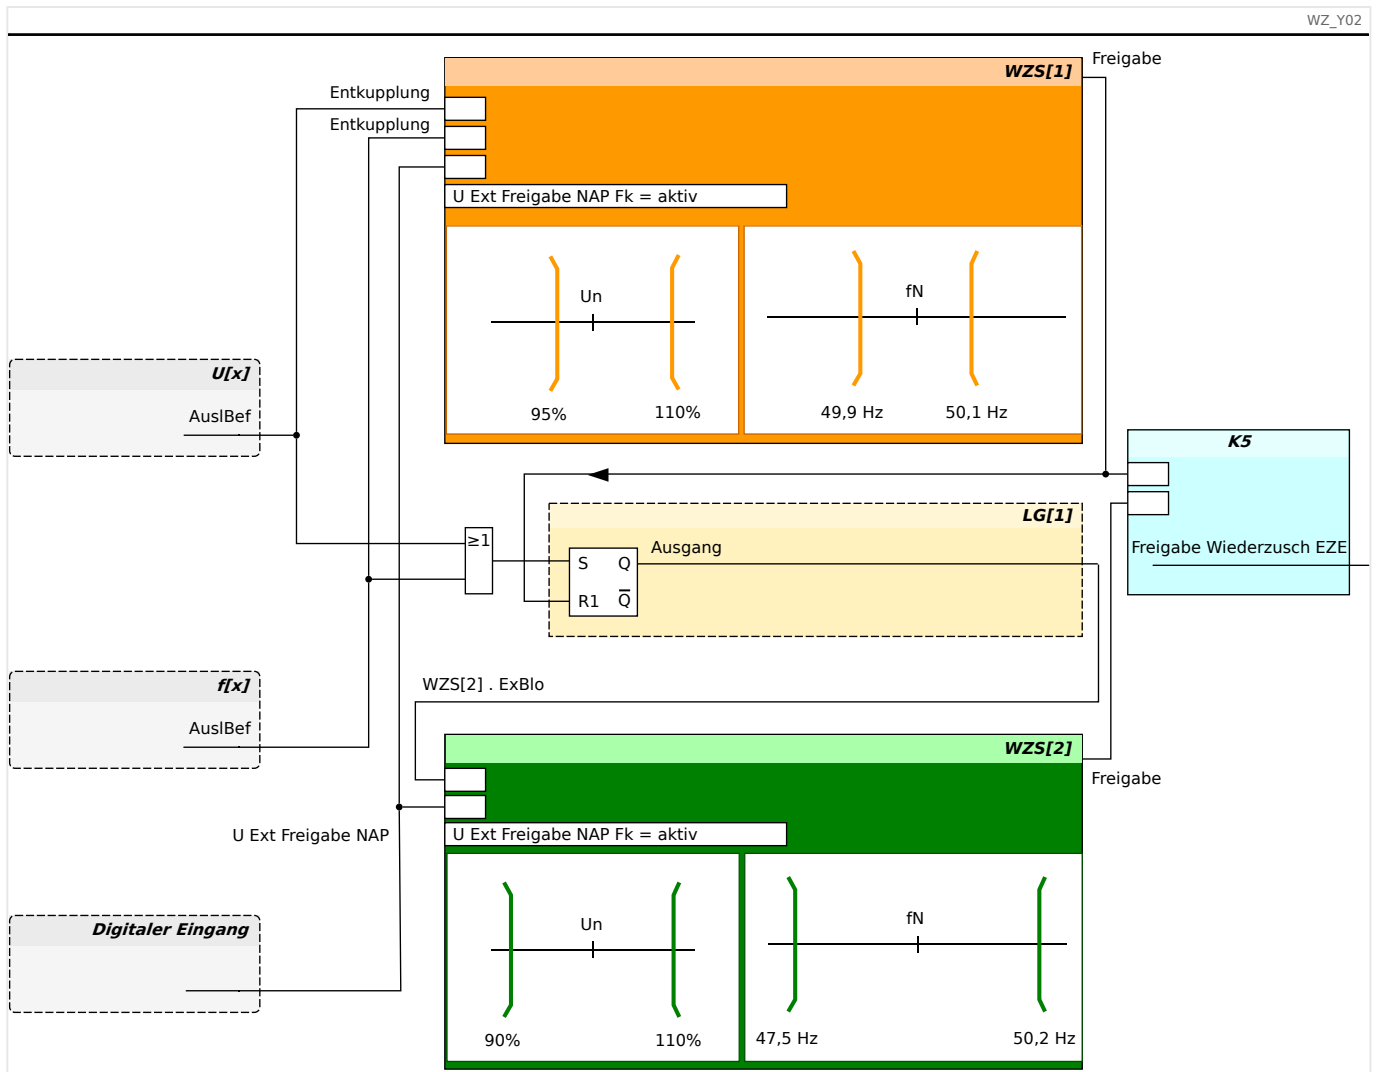 WZ_Y02
Freigabe
WZS[1]
Entkupplung
Entkupplung
U Ext Freigabe NAP Fk = aktiv
Un
fN
95%
110%
49,9 Hz
50,1 Hz
U[x]
AuslBef
K5
Freigabe Wiederzusch EZE
LG[1]
≥1
S
Q
Ausgang
R1
Q̅
f[x]
AuslBef
WZS[2] . ExBlo
WZS[2]
Freigabe
U Ext Freigabe NAP
U Ext Freigabe NAP Fk = aktiv
Un
fN
90%
110%
47,5 Hz
50,2 Hz
Digitaler Eingang